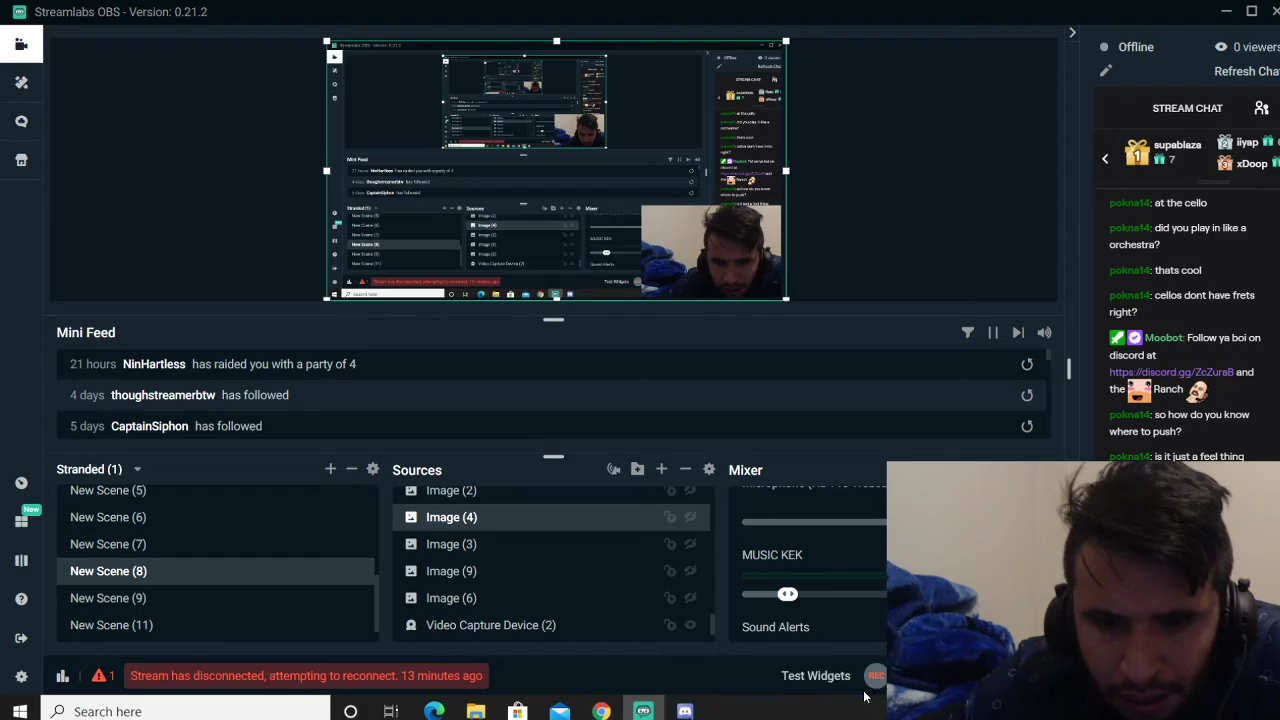 Streamlabs OBS - Version: 0.21.2
Offline
0 viewers
Refresh Chat
STREAM CHAT
1
2 iiyap
3 xDoop
pokna14: at the cello
pokna14: did you play in like a
orchestra?
pokna14: thats cool
pokna14: cellos dont have frets
right?
Moobot: Follow ya boi on
discord at
https://discord.gg/ZcZuraB and
the Ranch
pokna14: so how do you know
where to push?
pokna14: is it just a feel thing
Mini Feed
21 hours NinHartless has raided you with a party of 4
4 days thoughstreamerbtw has followed
5 days CaptainSiphon has followed
Stranded (1)
New Scene (5)
New Scene (6)
New Scene (7)
New Scene (8)
New Scene (9)
New Scene (11)
Sources
Image (2)
Image (4)
Image (3)
Image (9)
Image (6)
Video Capture Device (2)
Mixer
MUSIC KEK
Sound Alerts
New
1 Stream has disconnected, attempting to reconnect. 13 minutes ago
Test Widgets
REC
Search here